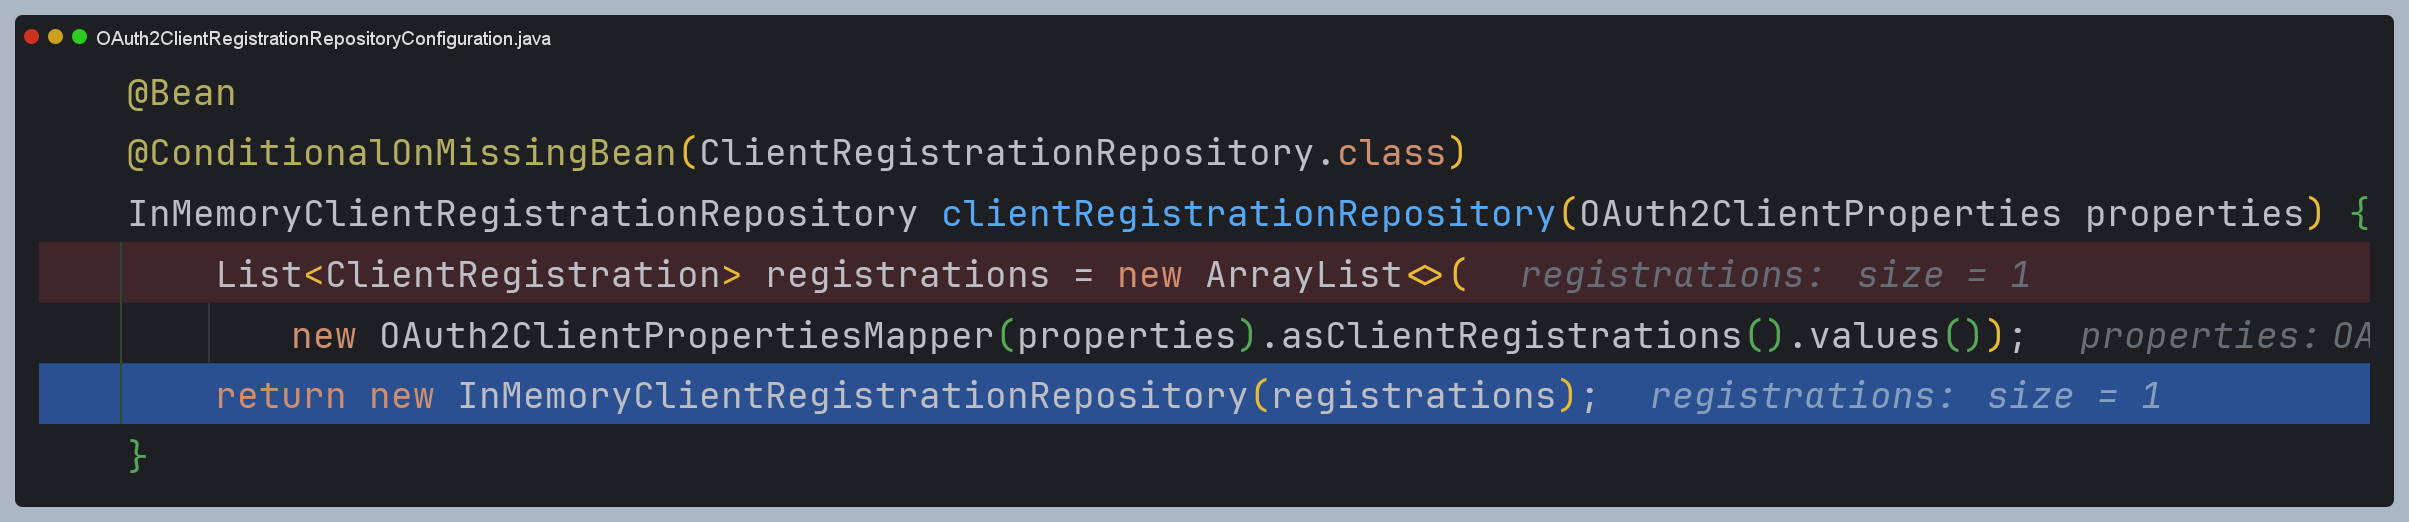 OAuth2ClientRegistrationRepositoryConfiguration.java
@Bean
@ConditionalOnMissingBean(ClientRegistrationRepository.class)
InMemoryClientRegistrationRepository clientRegistrationRepository(OAuth2ClientProperties properties) {
List<ClientRegistration> registrations = new ArrayList<>( registrations: size = 1
new OAuth2ClientPropertiesMapper(properties).asClientRegistrations().values()); properties: OA
return new InMemoryClientRegistrationRepository(registrations); registrations: size = 1
}